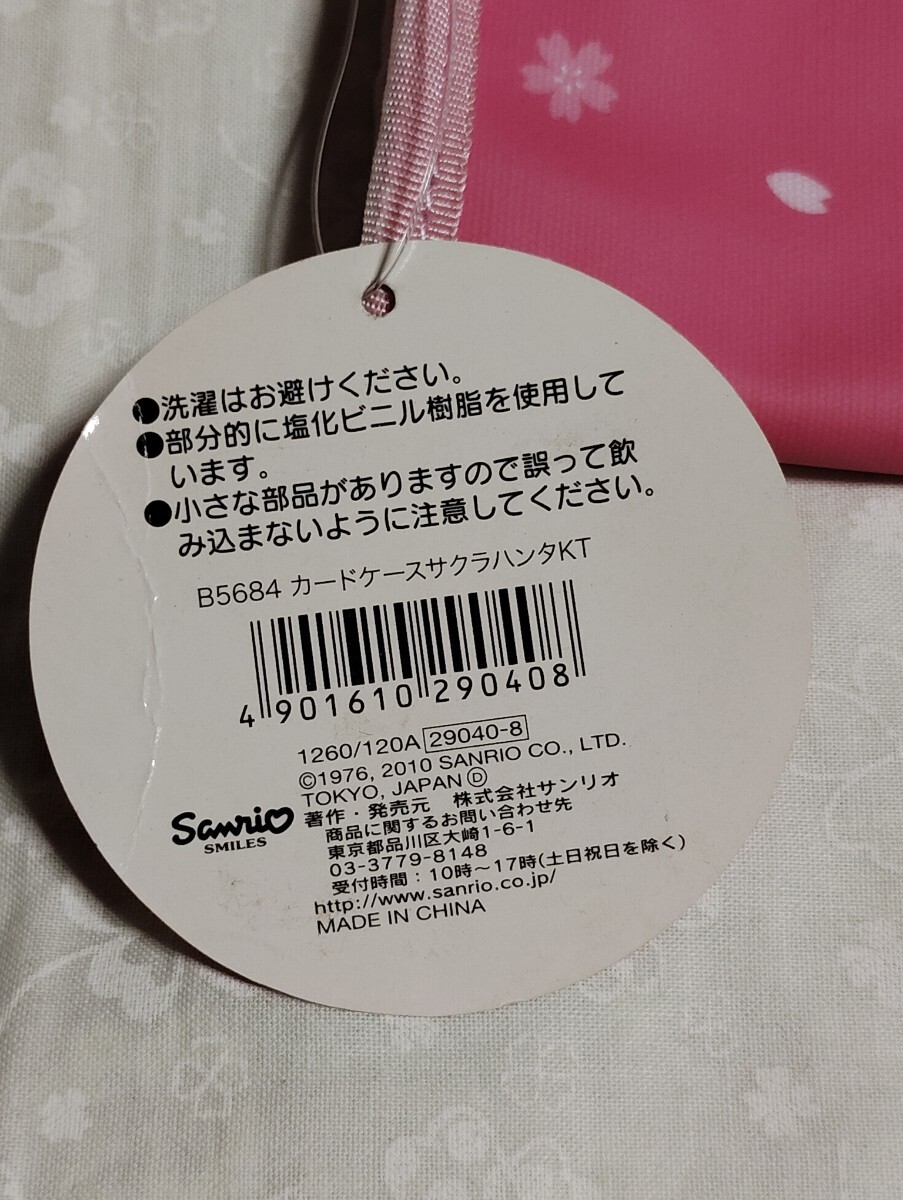 ●洗濯はお避けください。
●部分的に塩化ビニル樹脂を使用して
います。
●小さな部品がありますので誤って飲
み込まないように注意してください。
B5684 カードケースサクラハンタKT
4 901610 290408
1260/120A 29040-8
©1976, 2010 SANRIO CO., LTD.
TOKYO, JAPAN Ⓓ
著作・発売元 株式会社サンリオ
商品に関するお問い合わせ先
東京都品川区大崎1-6-1
03-3779-8148
受付時間：10時〜17時(土日祝日を除く)
http://www.sanrio.co.jp/
MADE IN CHINA
Sanrio
SMILES